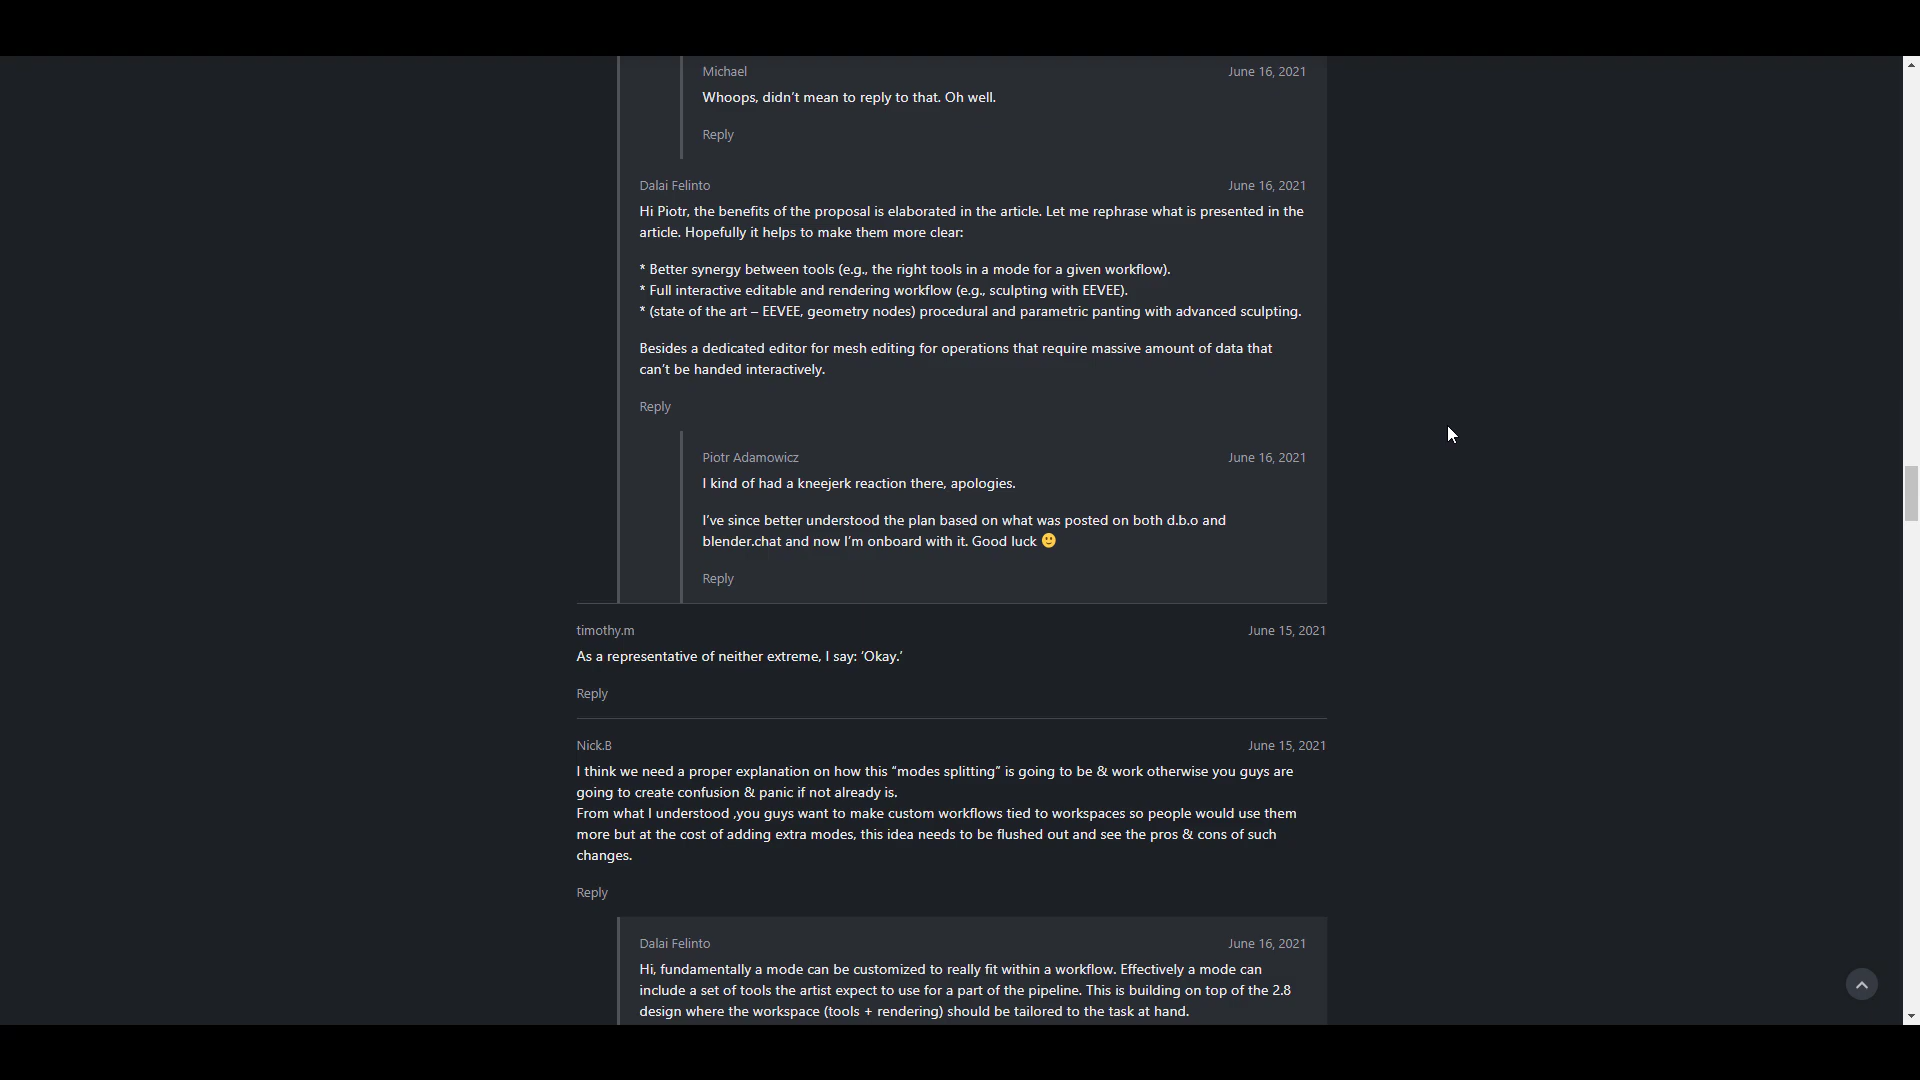 Michael June 16, 2021
Whoops, didn’t mean to reply to that. Oh well.
Reply
Dalai Felinto June 16, 2021
Hi Piotr, the benefits of the proposal is elaborated in the article. Let me rephrase what is presented in the
article. Hopefully it helps to make them more clear:
* Better synergy between tools (e.g., the right tools in a mode for a given workflow).
* Full interactive editable and rendering workflow (e.g., sculpting with EEVEE).
* (state of the art – EEVEE, geometry nodes) procedural and parametric panting with advanced sculpting.
Besides a dedicated editor for mesh editing for operations that require massive amount of data that
can’t be handed interactively.
Reply
Piotr Adamowicz June 16, 2021
I kind of had a kneejerk reaction there, apologies.
I’ve since better understood the plan based on what was posted on both d.b.o and
blender.chat and now I’m onboard with it. Good luck 🙂
Reply
timothy.m June 15, 2021
As a representative of neither extreme, I say: ‘Okay.’
Reply
Nick.B June 15, 2021
I think we need a proper explanation on how this “modes splitting” is going to be & work otherwise you guys are
going to create confusion & panic if not already is.
From what I understood ,you guys want to make custom workflows tied to workspaces so people would use them
more but at the cost of adding extra modes, this idea needs to be flushed out and see the pros & cons of such
changes.
Reply
Dalai Felinto June 16, 2021
Hi, fundamentally a mode can be customized to really fit within a workflow. Effectively a mode can
include a set of tools the artist expect to use for a part of the pipeline. This is building on top of the 2.8
design where the workspace (tools + rendering) should be tailored to the task at hand.